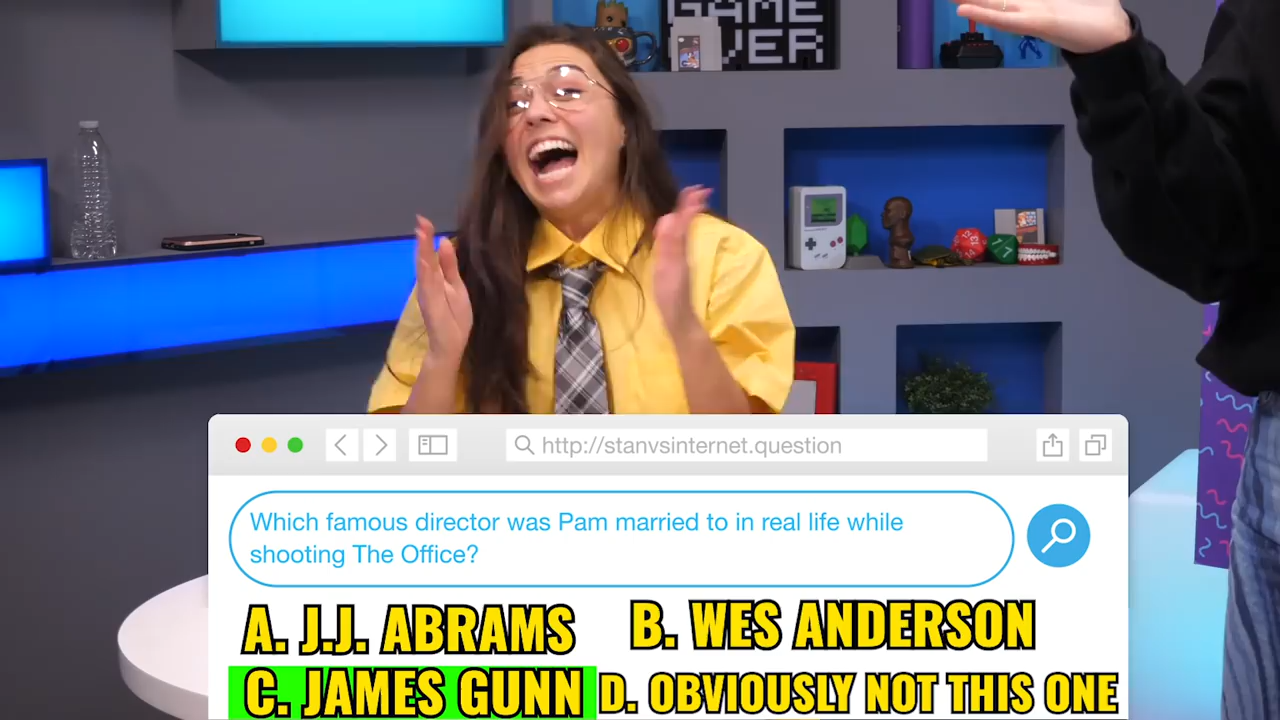 GAME
OVER
http://stanvsinternet.question
Which famous director was Pam married to in real life while
shooting The Office?
A. J.J. ABRAMS
B. WES ANDERSON
C. JAMES GUNN
D. OBVIOUSLY NOT THIS ONE